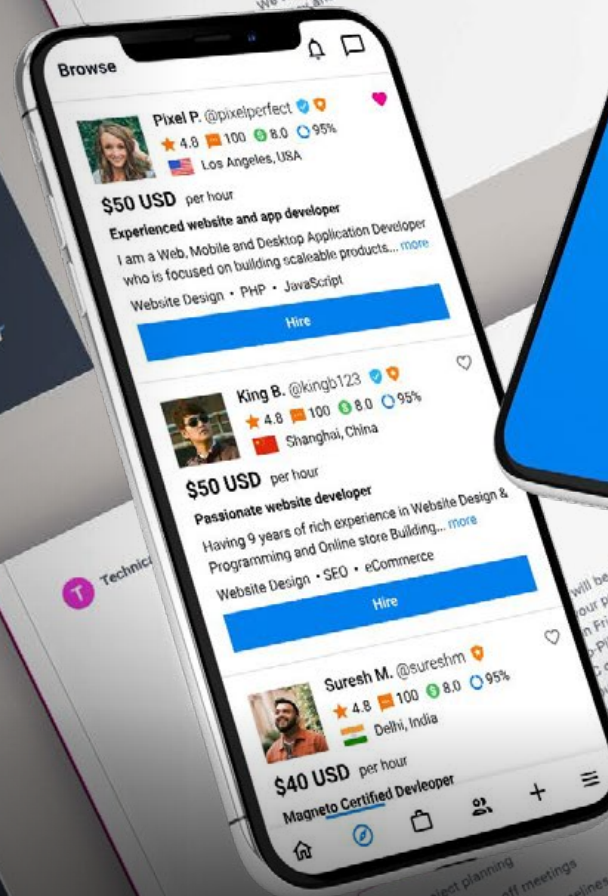 Browse
Pixel P. @pixelperfect
4.8 100 8.0 95%
Los Angeles, USA
$50 USD per hour
Experienced website and app developer
I am a Web, Mobile and Desktop Application Developer
who is focused on building scaleable products... more
Website Design • PHP • JavaScript
Hire
King B. @kingb123
4.8 100 8.0 95%
Shanghai, China
$50 USD per hour
Passionate website developer
Having 9 years of rich experience in Website Design &
Programming and Online store Building... more
Website Design • SEO • eCommerce
Hire
Suresh M. @sureshm
4.8 100 8.0 95%
Delhi, India
$40 USD per hour
Magneto Certified Devleoper
T
will be
planning
meetings